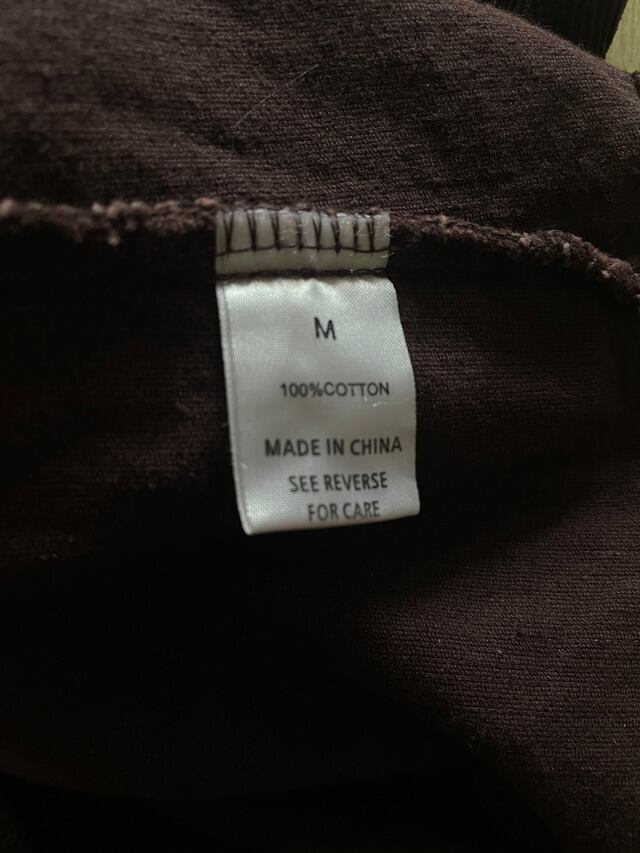 M
100%COTTON
MADE IN CHINA
SEE REVERSE
FOR CARE